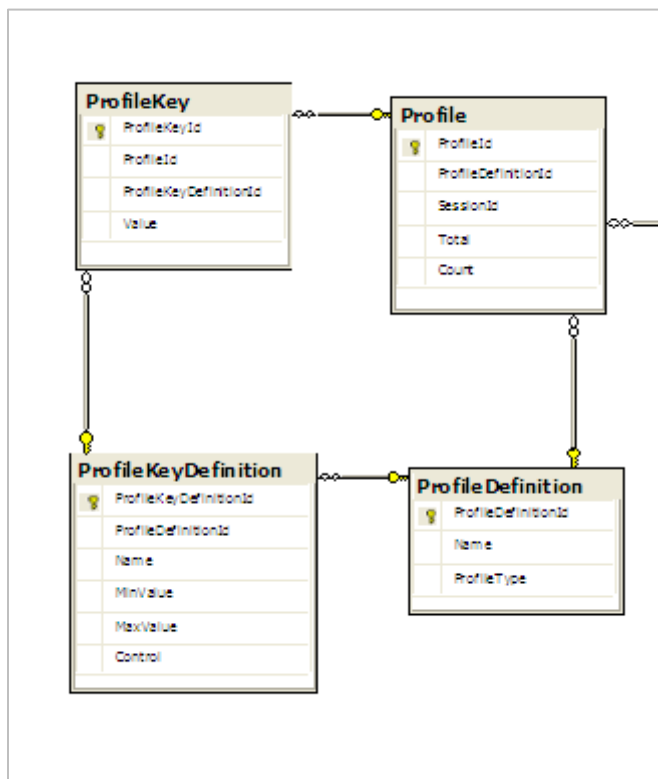 ProfileKey
ProfileKeyId
ProfileId
ProfileKeyDefinitionId
Value
Profile
ProfileId
ProfileDefinitionId
SessionId
Total
Court
ProfileKeyDefinition
ProfileKeyDefinitionId
ProfileDefinitionId
Name
MinValue
MaxValue
Control
ProfileDefinition
ProfileDefinitionId
Name
ProfileType